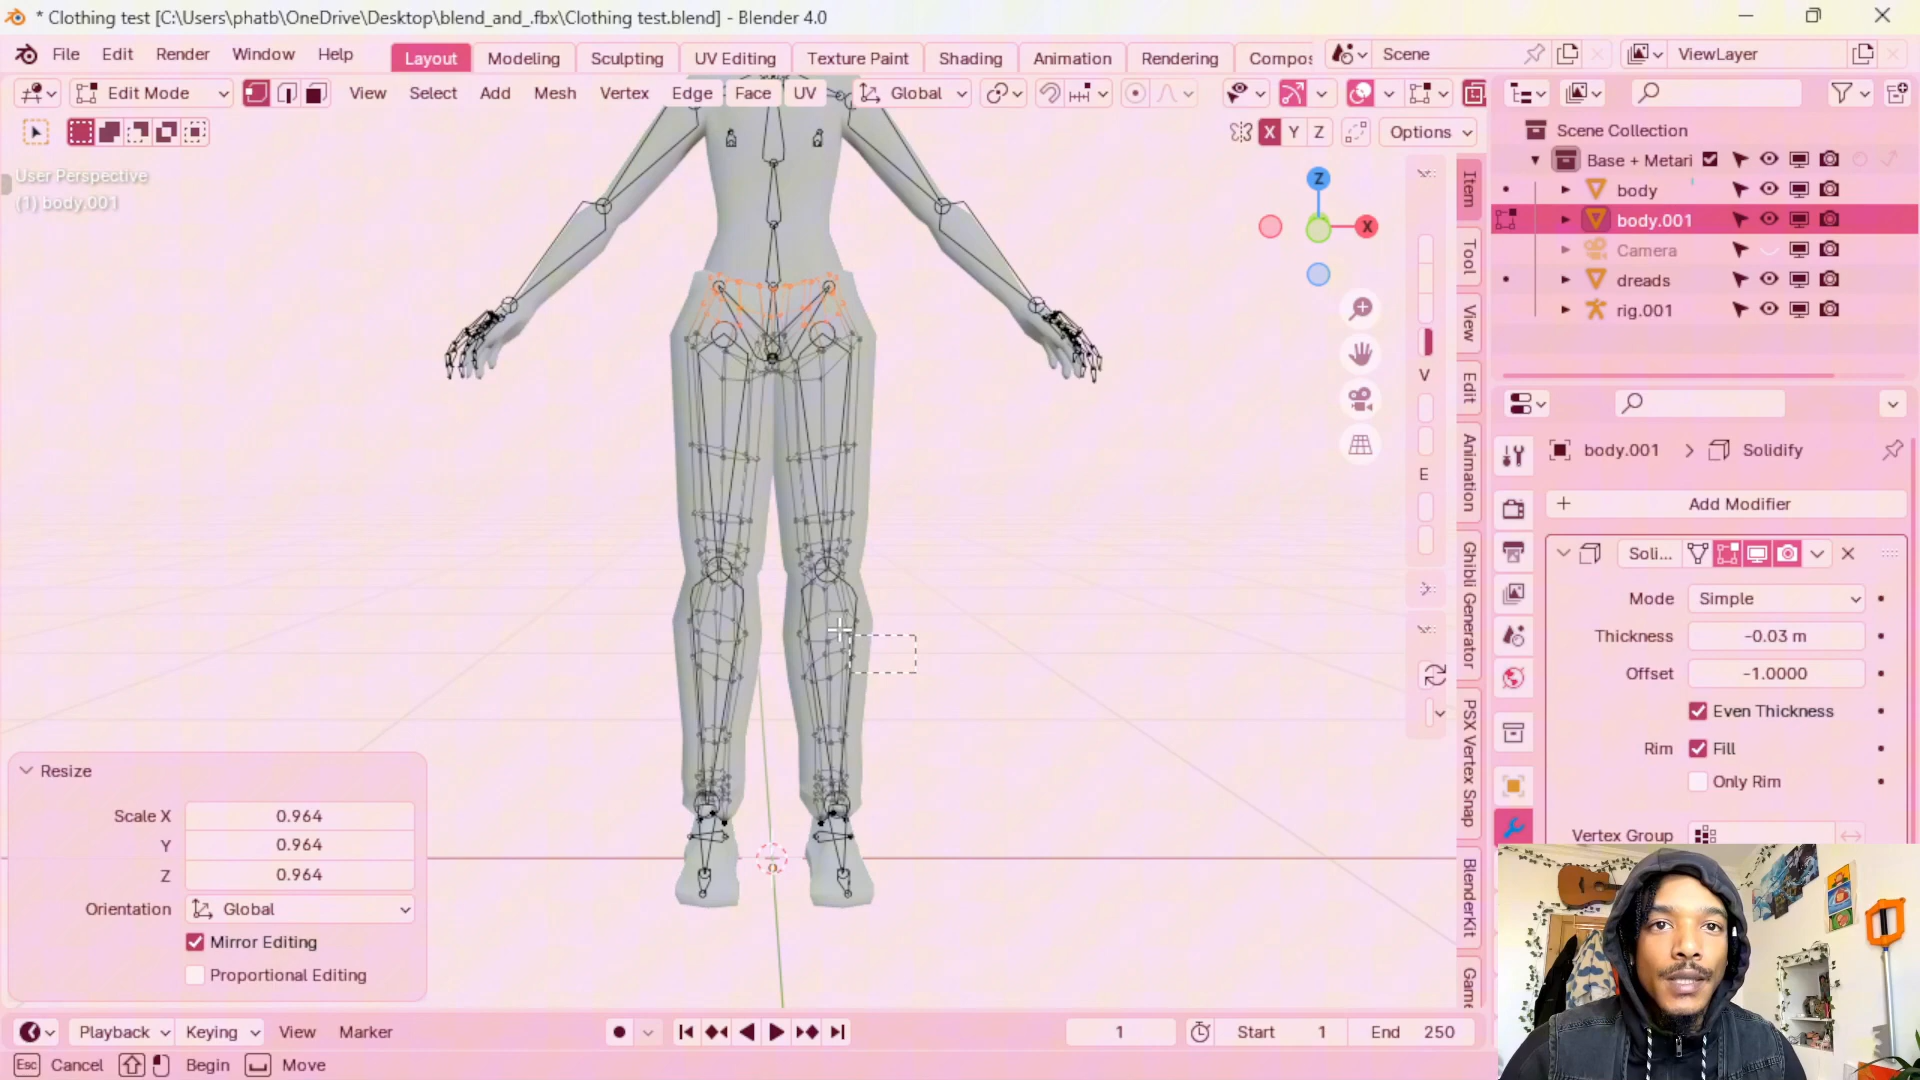 * Clothing test [C:\Users\phatb\OneDrive\Desktop\blend_and_.fbx\Clothing test.blend] - Blender 4.0
File Edit Render Window Help Layout Modeling Sculpting UV Editing Texture Paint Shading Animation Rendering Compos Scene ViewLayer
Edit Mode View Select Add Mesh Vertex Edge Face UV Global
X Y Z Options
User Perspective
(1) body.001
Z
X
Item
Tool
View
Edit
Animation
Ghibli Generator
PSX Vertex Snap
BlenderKit
Game
V
E
Scene Collection
Base + Metari
body
body.001
Camera
dreads
rig.001
body.001 > Solidify
+ Add Modifier
Soli...
Mode Simple
Thickness -0.03 m
Offset -1.0000
Even Thickness
Rim Fill
Only Rim
Vertex Group
Resize
Scale X 0.964
Y 0.964
Z 0.964
Orientation Global
Mirror Editing
Proportional Editing
Playback Keying View Marker 1 Start 1 End 250
Esc Cancel Begin Move